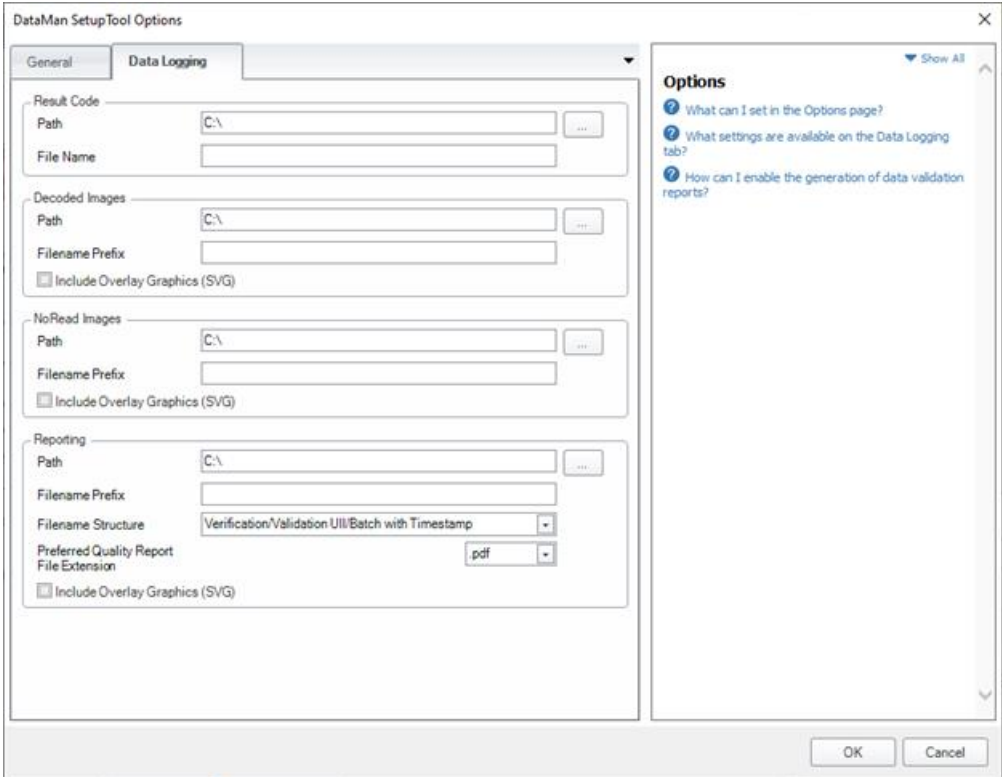 DataMan SetupTool Options
General
Data Logging
Result Code
Path
C:\
...
File Name
Decoded Images
Path
C:\
...
Filename Prefix
Include Overlay Graphics (SVG)
NoRead Images
Path
C:\
...
Filename Prefix
Include Overlay Graphics (SVG)
Reporting
Path
C:\
...
Filename Prefix
Filename Structure
Verification/Validation UII/Batch with Timestamp
Preferred Quality Report
File Extension
.pdf
Include Overlay Graphics (SVG)
Show All
Options
What can I set in the Options page?
What settings are available on the Data Logging
tab?
How can I enable the generation of data validation
reports?
OK
Cancel